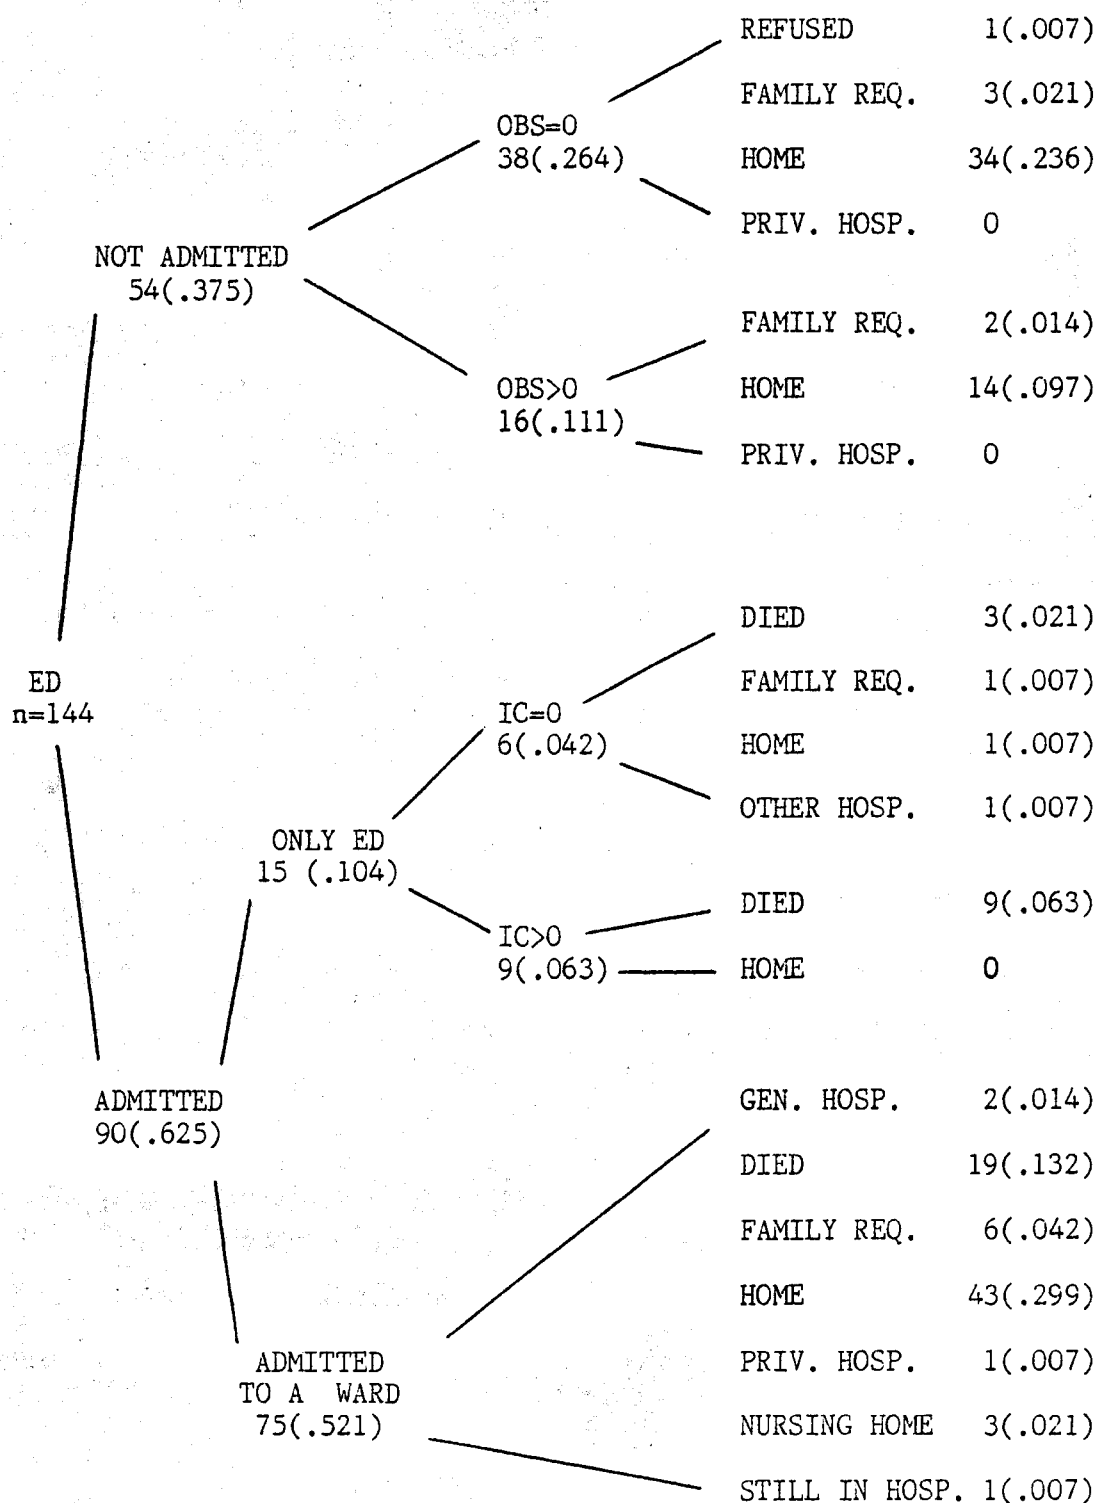 REFUSED 1(.007)
FAMILY REQ. 3(.021)
OBS=0
38(.264) HOME 34(.236)
PRIV. HOSP. 0
NOT ADMITTED
54(.375)
FAMILY REQ. 2(.014)
OBS>0 HOME 14(.097)
16(.111)
PRIV. HOSP. 0
DIED 3(.021)
ED FAMILY REQ. 1(.007)
n=144 IC=0
6(.042) HOME 1(.007)
OTHER HOSP. 1(.007)
ONLY ED
15 (.104)
DIED 9(.063)
IC>0
9(.063) HOME 0
ADMITTED GEN. HOSP. 2(.014)
90(.625)
DIED 19(.132)
FAMILY REQ. 6(.042)
HOME 43(.299)
ADMITTED PRIV. HOSP. 1(.007)
TO A WARD
75(.521) NURSING HOME 3(.021)
STILL IN HOSP. 1(.007)